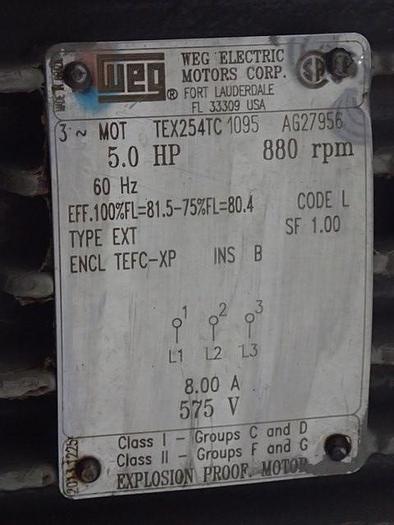 weg
®
WEG ELECTRIC
MOTORS CORP.
FORT LAUDERDALE
FL 33309 USA
3 ~ MOT TEX254TC 1095 AG27956
5.0 HP 880 rpm
60 Hz
EFF.100%FL=81.5-75%FL=80.4 CODE L
TYPE EXT SF 1.00
ENCL TEFC-XP INS B
1 2 3
L1 L2 L3
8.00 A
575 V
Class I - Groups C and D
Class II - Groups F and G
EXPLOSION PROOF MOTOR